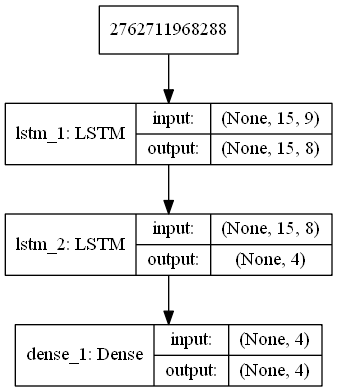 2762711968288
lstm_1: LSTM
input: (None, 15, 9)
output: (None, 15, 8)
lstm_2: LSTM
input: (None, 15, 8)
output: (None, 4)
dense_1: Dense
input: (None, 4)
output: (None, 4)